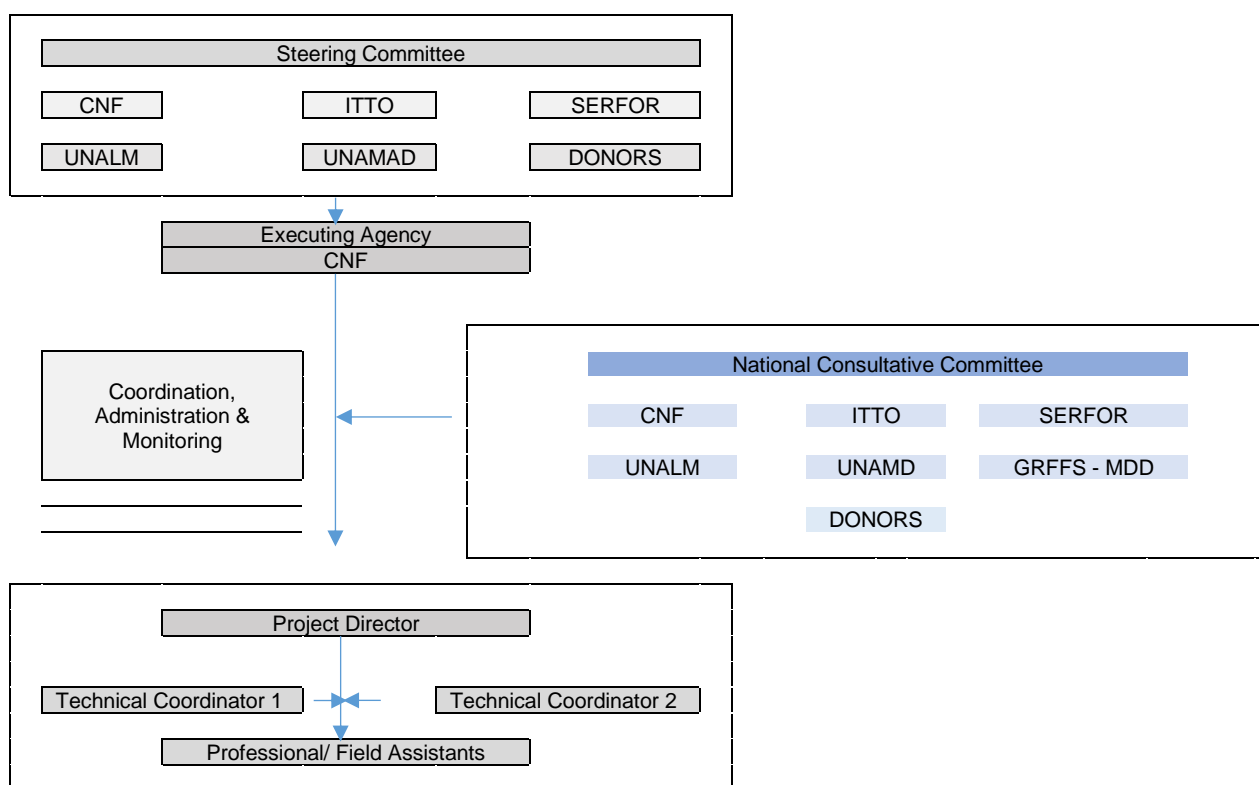 Steering Committee
CNF
ITTO
SERFOR
UNALM
UNAMAD
DONORS
Executing Agency
CNF
Coordination,
Administration &
Monitoring
National Consultative Committee
CNF
ITTO
SERFOR
UNALM
UNAMD
GRFFS - MDD
DONORS
Project Director
Technical Coordinator 1
Technical Coordinator 2
Professional/ Field Assistants